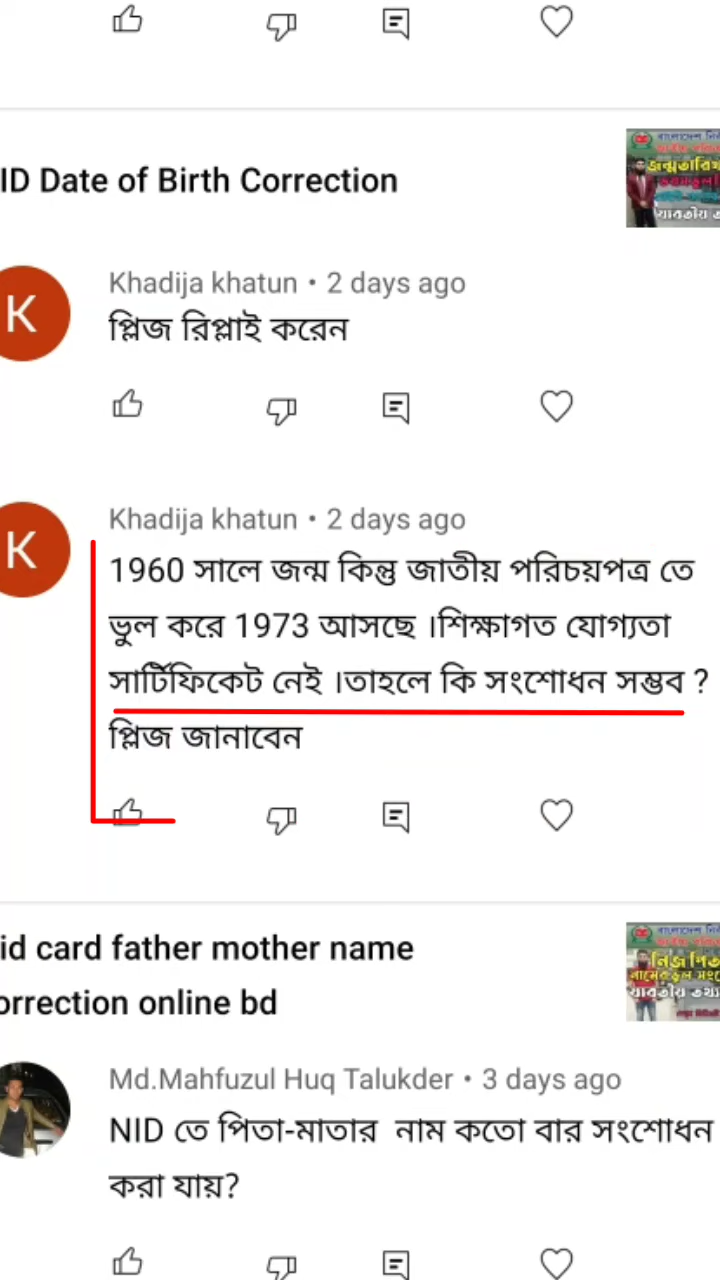 ID Date of Birth Correction
Khadija khatun • 2 days ago
প্লিজ রিপ্লাই করেন
K
Khadija khatun • 2 days ago
K
1960 সালে জন্ম কিন্তু জাতীয় পরিচয়পত্র তে
ভুল করে 1973 আসছে ।শিক্ষাগত যোগ্যতা
সার্টিফিকেট নেই ।তাহলে কি সংশোধন সম্ভব ?
প্লিজ জানাবেন
id card father mother name
orrection online bd
Md.Mahfuzul Huq Talukder • 3 days ago
NID তে পিতা-মাতার নাম কতো বার সংশোধন
করা যায়?